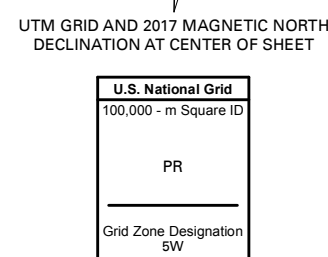 UTM GRID AND 2017 MAGNETIC NORTH
DECLINATION AT CENTER OF SHEET
U.S. National Grid
100,000 - m Square ID
PR
Grid Zone Designation
5W